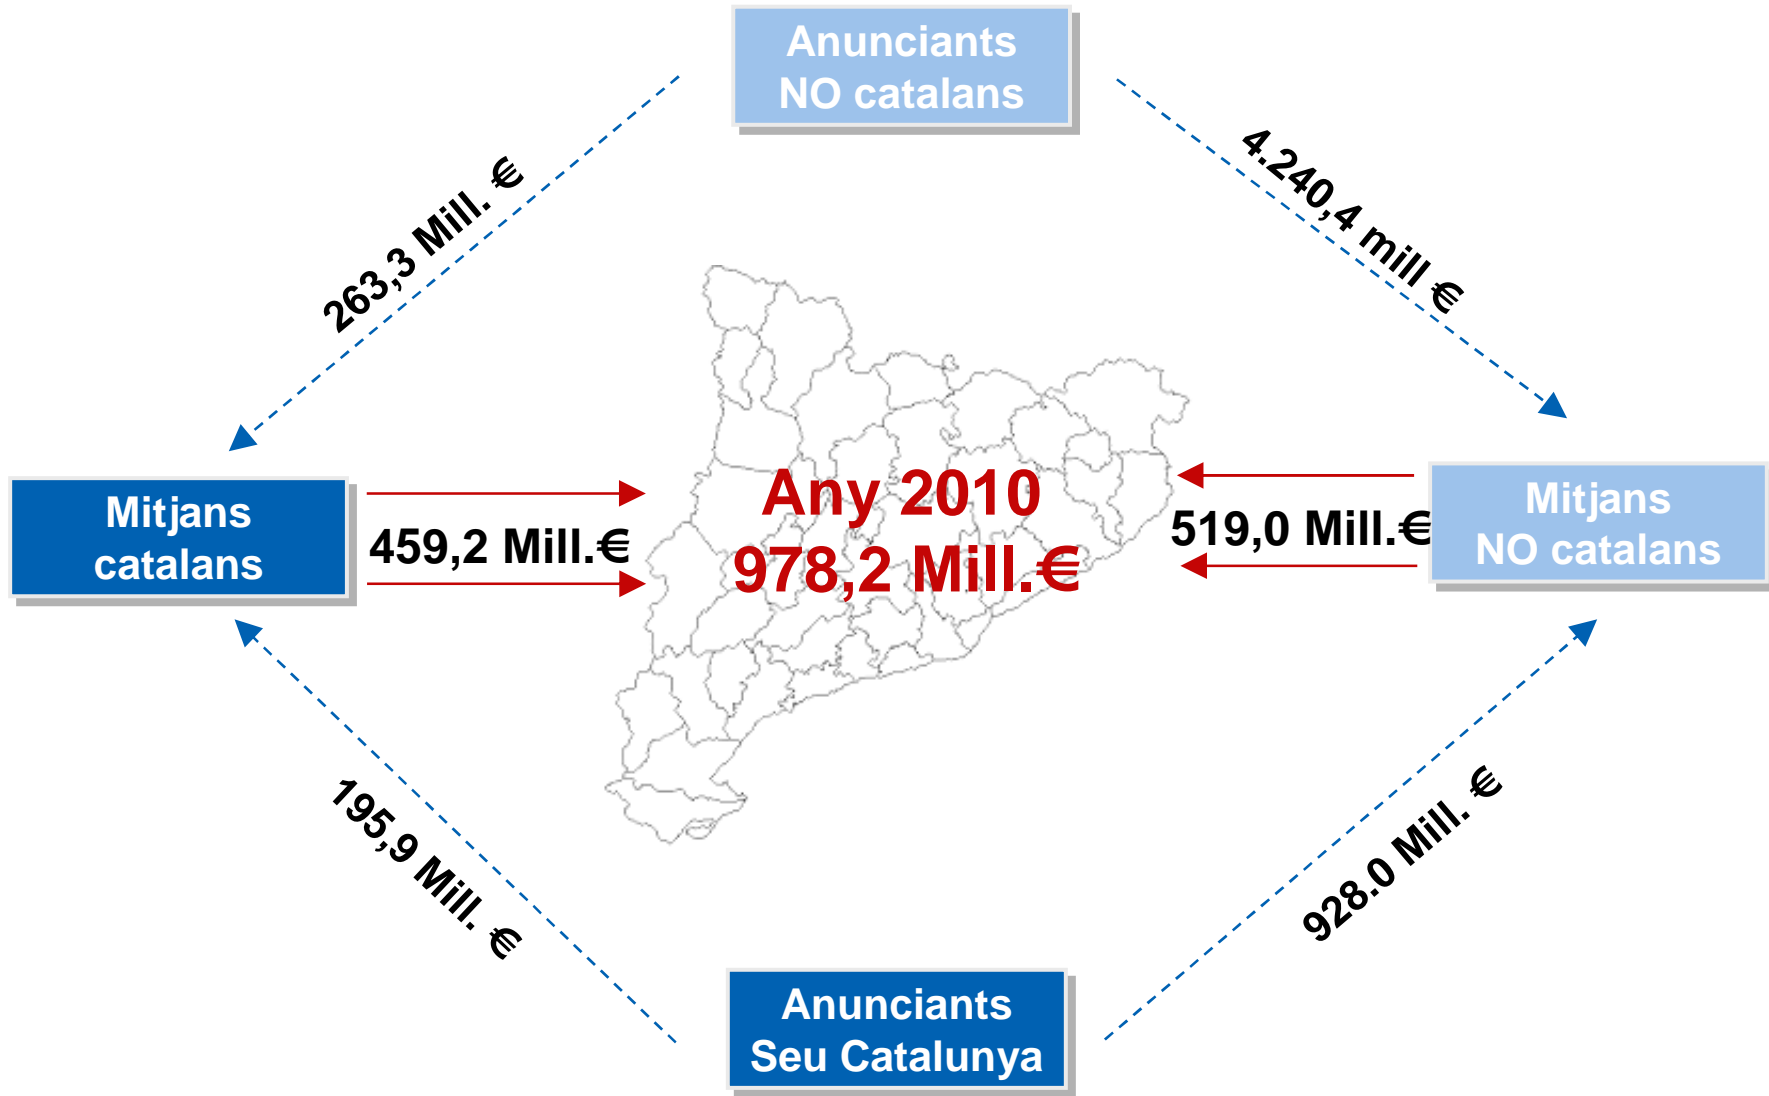 Anunciants
NO catalans
263,3 Mill. €
4.240,4 mill €
Mitjans
catalans
459,2 Mill.€
Any 2010
978,2 Mill.€
519,0 Mill.€
Mitjans
NO catalans
195,9 Mill. €
928.0 Mill. €
Anunciants
Seu Catalunya